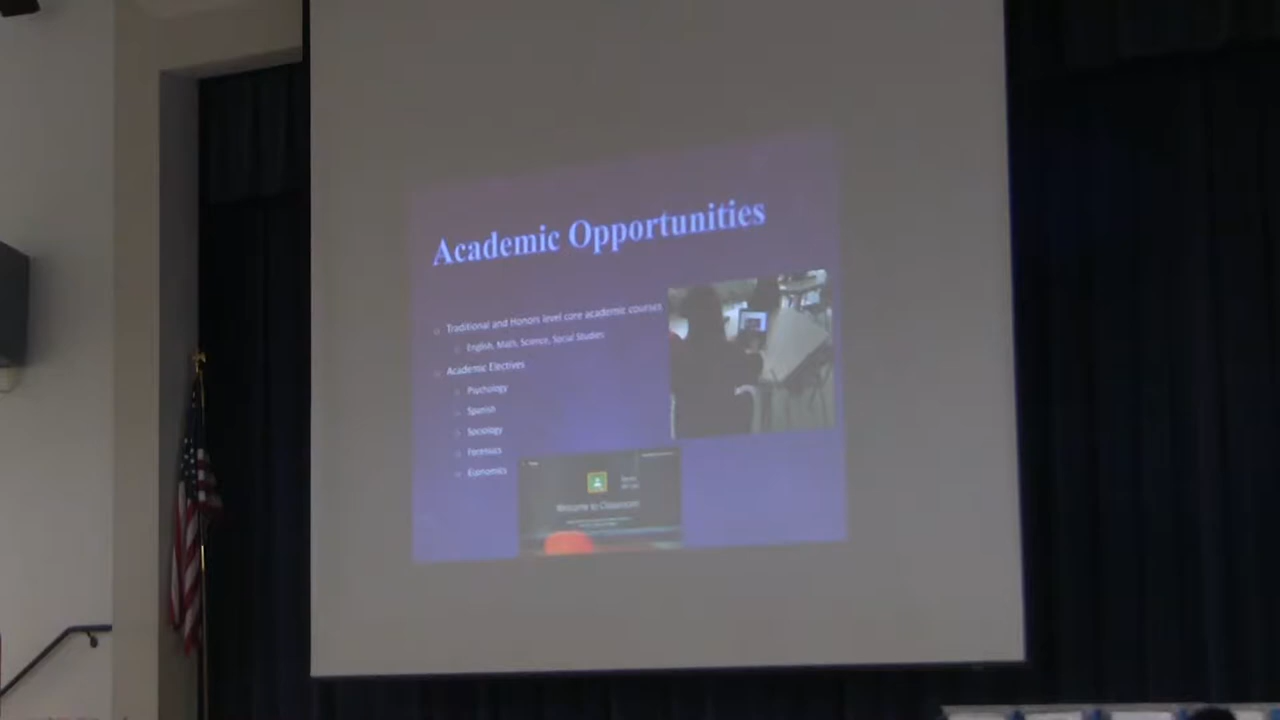 Academic Opportunities
Traditional and Honors level core academic courses
English, Math, Science, Social Studies
Academic Electives
Psychology
Spanish
Sociology
Forensics
Economics
Welcome to Classroom